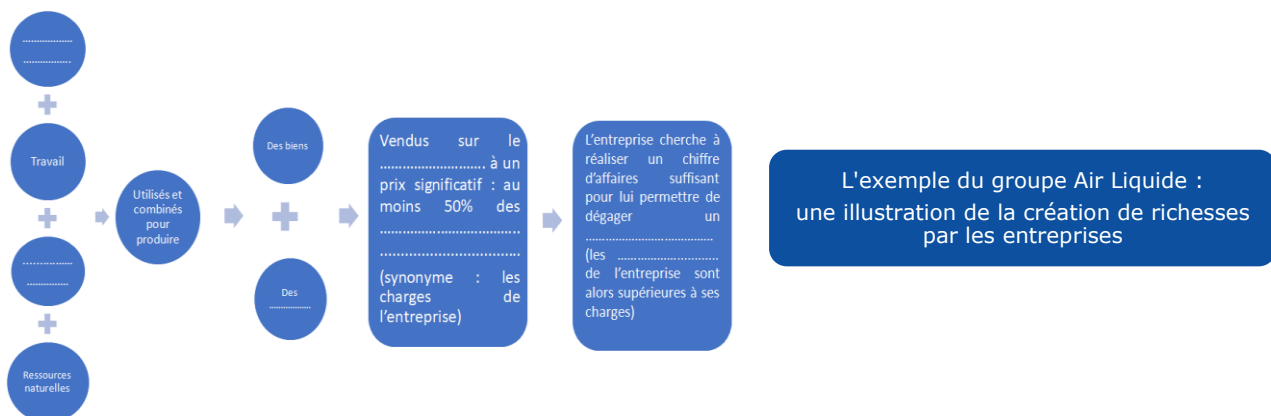 ..................
.................
Travail
..................
...............
Ressources
naturelles
Utilisés et
combinés
pour
produire
Des biens
Des
.................
Vendus sur le
............................ à un
prix significatif : au
moins 50% des
.....................................
.....................................
(synonyme : les
charges de
l’entreprise)
L’entreprise cherche à
réaliser un chiffre
d’affaires suffisant
pour lui permettre de
dégager un
.......................................
(les ...............................
de l’entreprise sont
alors supérieures à ses
charges)
L'exemple du groupe Air Liquide :
une illustration de la création de richesses
par les entreprises